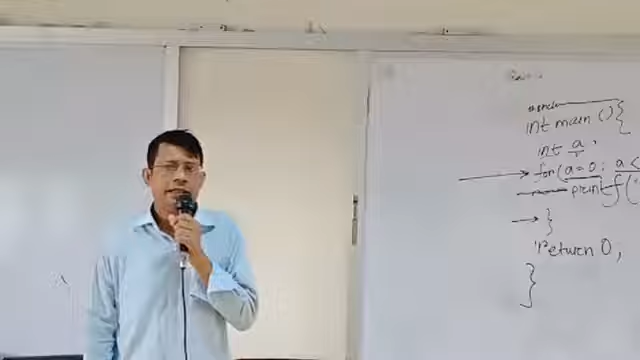 int main () {
int a,
for (a = 0; a <
printf ("
}
return 0;
}